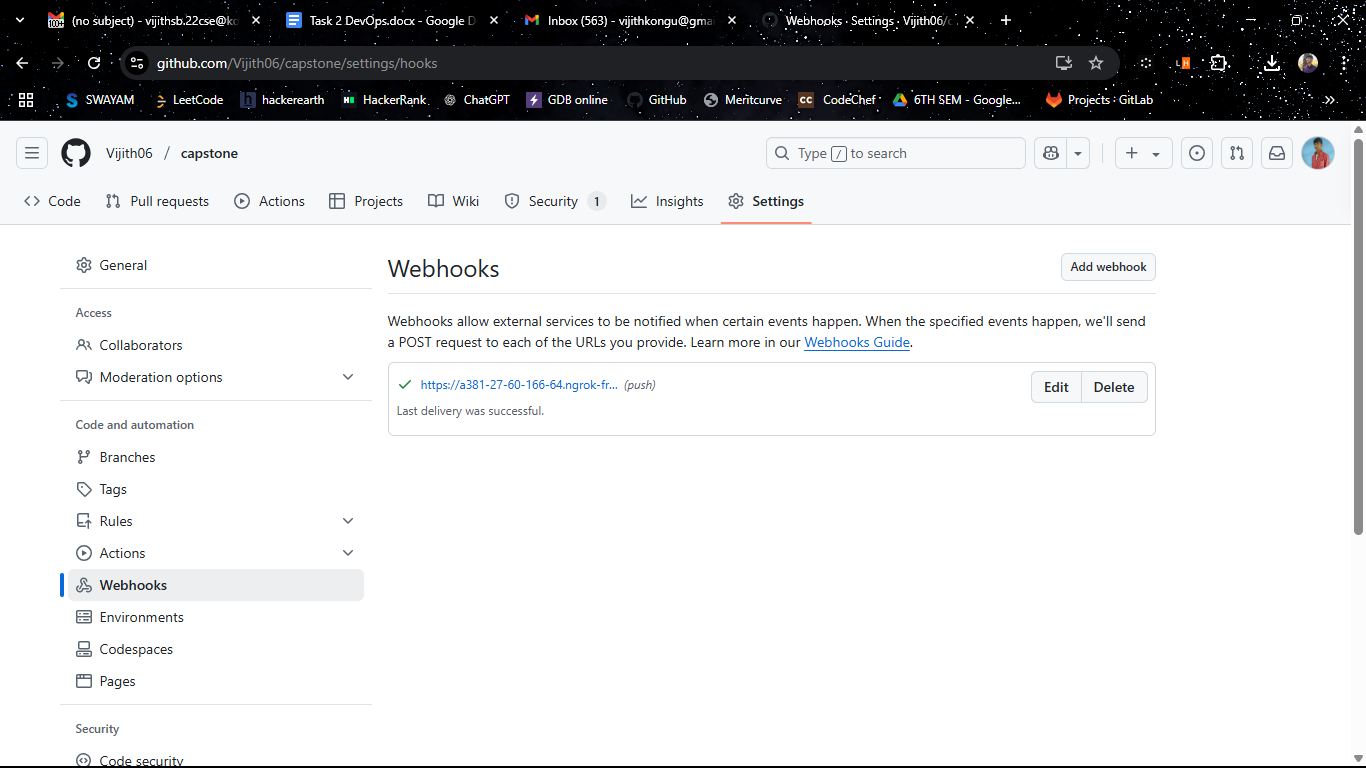 (no subject) - vijithsb.22cse@ko
Task 2 DevOps.docx - Google D
Inbox (563) - vijithkongu@gmai
Webhooks · Settings · Vijith06/c
github.com/Vijith06/capstone/settings/hooks
SWAYAM
LeetCode
hackerearth
HackerRank
ChatGPT
GDB online
GitHub
Meritcurve
CodeChef
6TH SEM - Google...
Projects · GitLab
Vijith06 / capstone
Type / to search
Code
Pull requests
Actions
Projects
Wiki
Security 1
Insights
Settings
General
Access
Collaborators
Moderation options
Code and automation
Branches
Tags
Rules
Actions
Webhooks
Environments
Codespaces
Pages
Security
Code security
Webhooks
Add webhook
Webhooks allow external services to be notified when certain events happen. When the specified events happen, we'll send
a POST request to each of the URLs you provide. Learn more in our Webhooks Guide.
https://a381-27-60-166-64.ngrok-fr... (push)
Edit
Delete
Last delivery was successful.